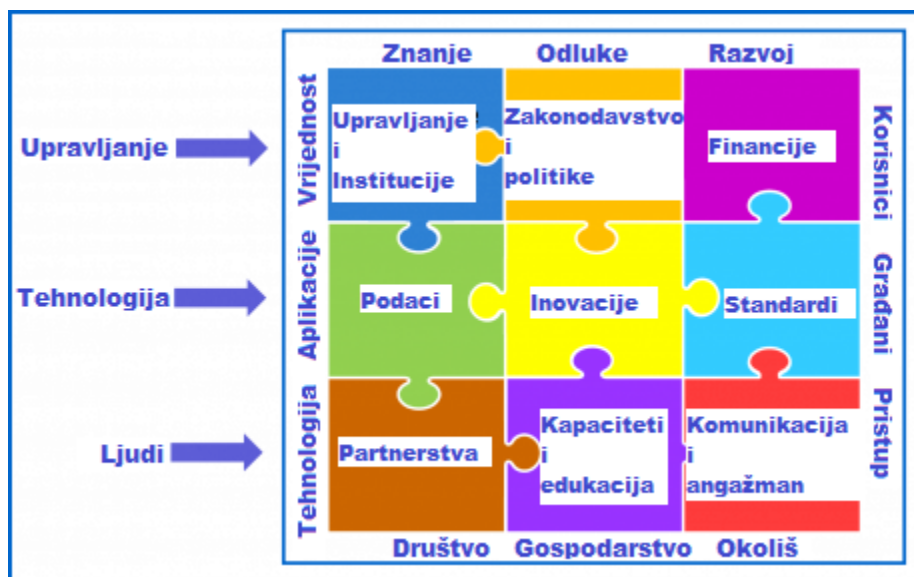 Znanje Odluke Razvoj
Upravljanje
Vrijednost
Upravljanje
i
Institucije
Zakonodavstvo
i
politike
Financije
Korisnici
Tehnologija
Aplikacije
Podaci
Inovacije
Standardi
Građani
Ljudi
Tehnologija
Partnerstva
Kapaciteti
i
edukacija
Komunikacija
i
angažman
Pristup
Društvo Gospodarstvo Okoliš